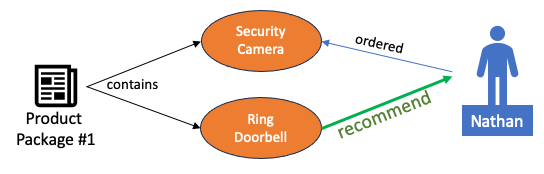 Security
Camera
ordered
contains
Product
Package #1
Ring
Doorbell
recommend
Nathan